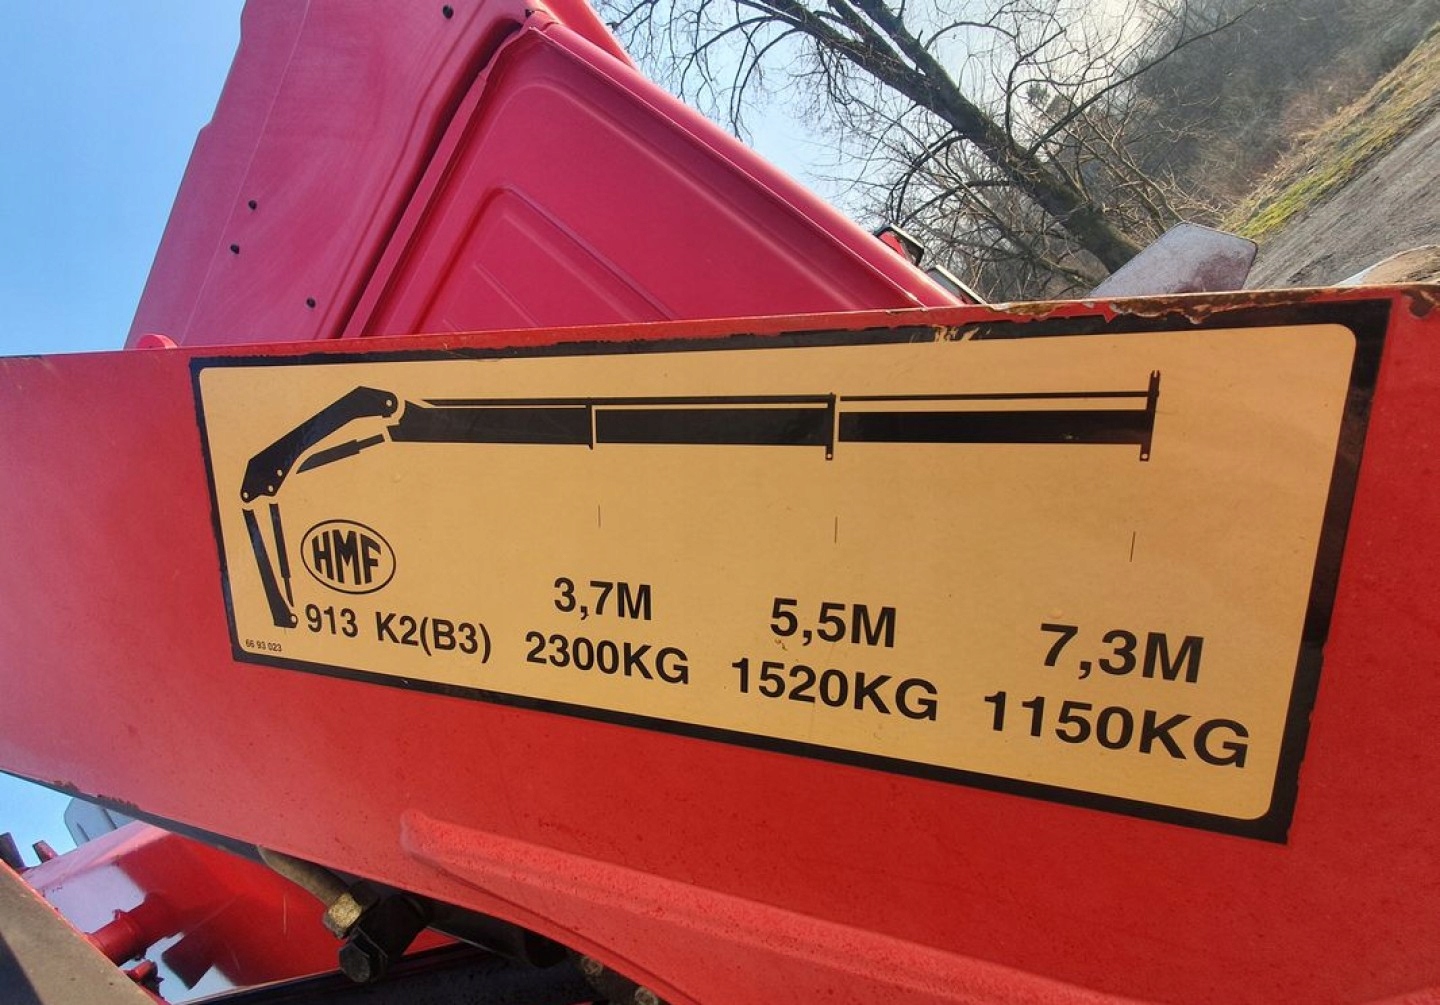 HMF
913 K2(B3)
66 93 023
3,7M
2300KG
5,5M
1520KG
7,3M
1150KG